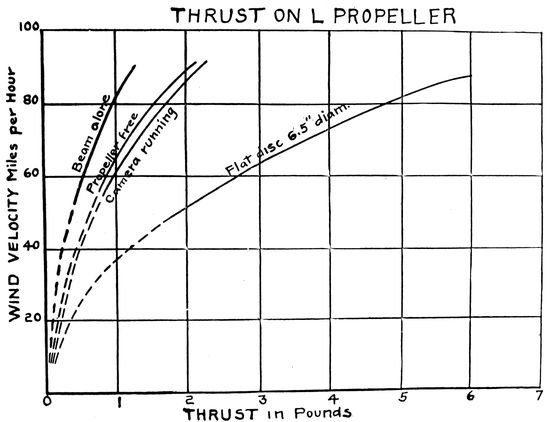 THRUST ON L PROPELLER
100
80
60
40
20
WIND VELOCITY Miles per Hour
Beam alone
Propeller free
Camera running
Flat disc 6.5" diam.
0 1 2 3 4 5 6 7
THRUST in Pounds